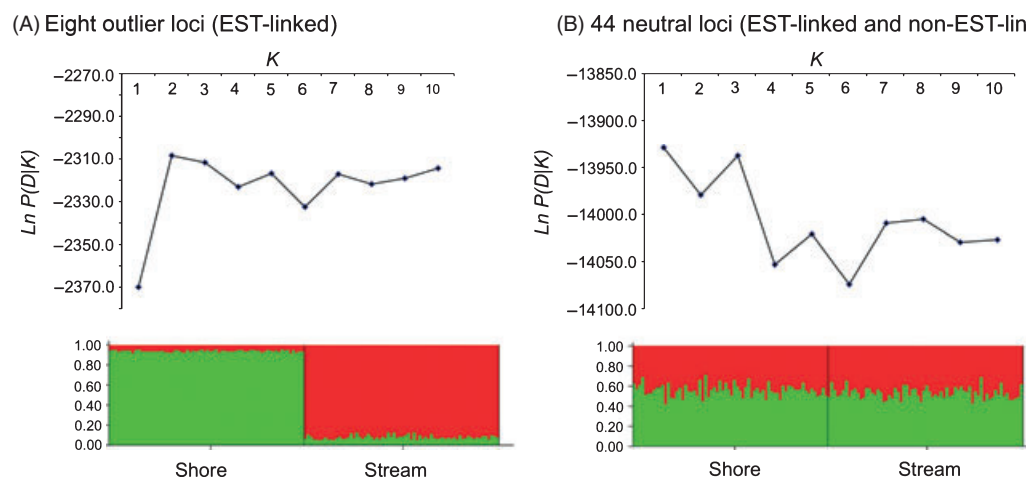 (A) Eight outlier loci (EST-linked)
K
–2270.0
1 2 3 4 5 6 7 8 9 10
–2290.0
–2310.0
–2330.0
–2350.0
–2370.0
Ln P(D|K)
1.00
0.80
0.60
0.40
0.20
0.00
Shore Stream
(B) 44 neutral loci (EST-linked and non-EST-lin
K
–13850.0
1 2 3 4 5 6 7 8 9 10
–13900.0
–13950.0
–14000.0
–14050.0
–14100.0
Ln P(D|K)
1.00
0.80
0.60
0.40
0.20
0.00
Shore Stream